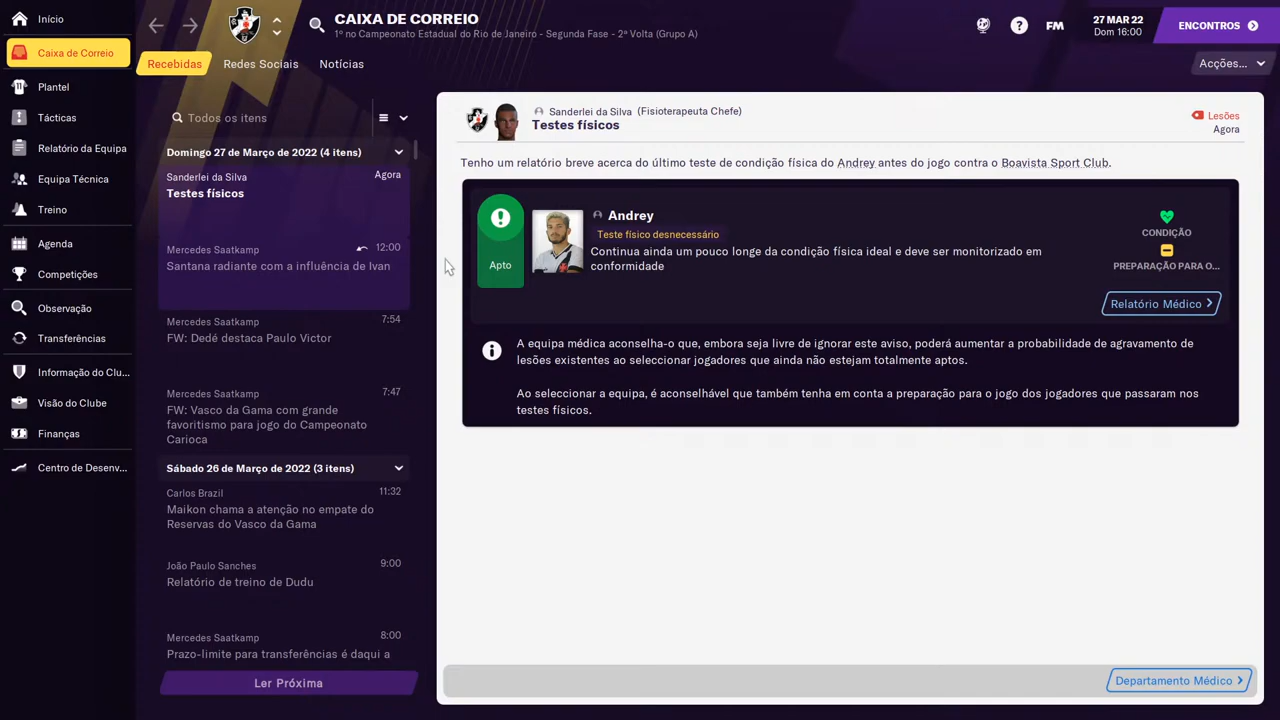 Início
Caixa de Correio
Plantel
Tácticas
Relatório da Equipa
Equipa Técnica
Treino
Agenda
Competições
Observação
Transferências
Informação do Clu...
Visão do Clube
Finanças
Centro de Desenv...
CAIXA DE CORREIO
1º no Campeonato Estadual do Rio de Janeiro - Segunda Fase - 2ª Volta (Grupo A)
FM
27 MAR 22
Dom 16:00
ENCONTROS
Recebidas
Redes Sociais
Notícias
Acções...
Todos os itens
Domingo 27 de Março de 2022 (4 itens)
Sanderlei da Silva
Agora
Testes físicos
Mercedes Saatkamp
12:00
Santana radiante com a influência de Ivan
Mercedes Saatkamp
7:54
FW: Dedé destaca Paulo Victor
Mercedes Saatkamp
7:47
FW: Vasco da Gama com grande
favoritismo para jogo do Campeonato
Carioca
Sábado 26 de Março de 2022 (3 itens)
Carlos Brazil
11:32
Maikon chama a atenção no empate do
Reservas do Vasco da Gama
João Paulo Sanches
9:00
Relatório de treino de Dudu
Mercedes Saatkamp
8:00
Prazo-limite para transferências é daqui a
Ler Próxima
Sanderlei da Silva (Fisioterapeuta Chefe)
Testes físicos
Lesões
Agora
Tenho um relatório breve acerca do último teste de condição física do Andrey antes do jogo contra o Boavista Sport Club.
Apto
Andrey
Teste físico desnecessário
Continua ainda um pouco longe da condição física ideal e deve ser monitorizado em
conformidade
CONDIÇÃO
PREPARAÇÃO PARA O...
Relatório Médico
A equipa médica aconselha-o que, embora seja livre de ignorar este aviso, poderá aumentar a probabilidade de agravamento de
lesões existentes ao seleccionar jogadores que ainda não estejam totalmente aptos.
Ao seleccionar a equipa, é aconselhável que também tenha em conta a preparação para o jogo dos jogadores que passaram nos
testes físicos.
Departamento Médico